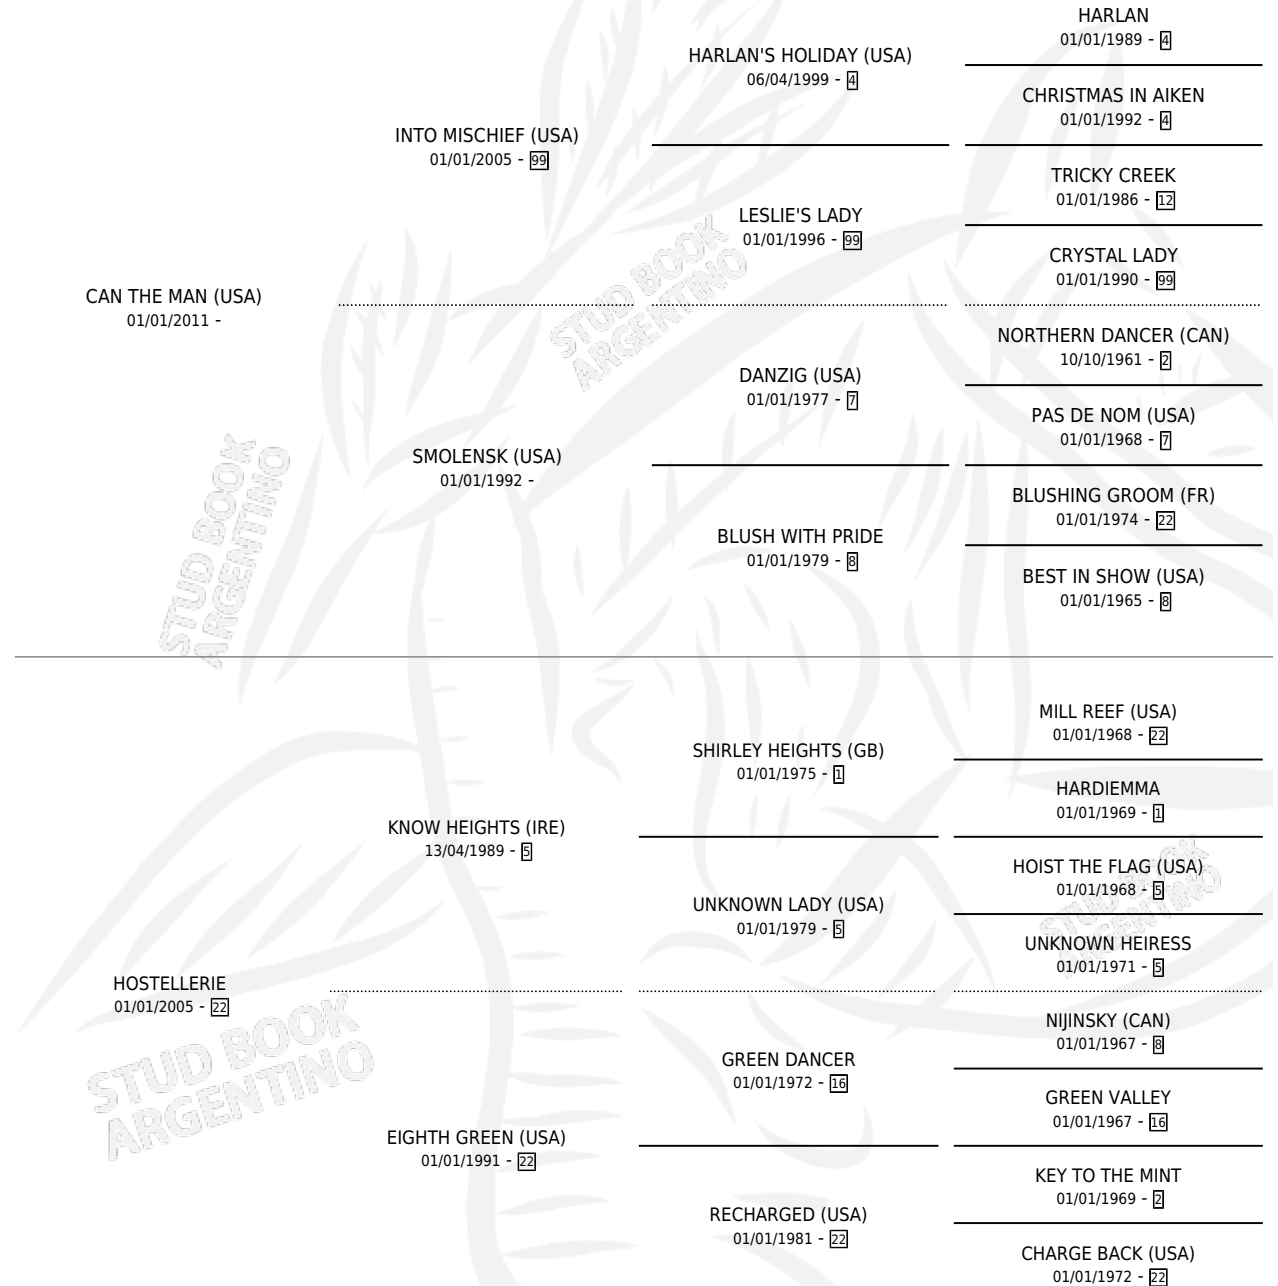 HARLAN
01/01/1989 - 4
HARLAN'S HOLIDAY (USA)
06/04/1999 - 4
CHRISTMAS IN AIKEN
01/01/1992 - 4
INTO MISCHIEF (USA)
01/01/2005 - 99
TRICKY CREEK
01/01/1986 - 12
LESLIE'S LADY
01/01/1996 - 99
CRYSTAL LADY
01/01/1990 - 99
CAN THE MAN (USA)
01/01/2011 -
NORTHERN DANCER (CAN)
10/10/1961 - 2
DANZIG (USA)
01/01/1977 - 7
PAS DE NOM (USA)
01/01/1968 - 7
SMOLENSK (USA)
01/01/1992 -
BLUSHING GROOM (FR)
01/01/1974 - 22
BLUSH WITH PRIDE
01/01/1979 - 8
BEST IN SHOW (USA)
01/01/1965 - 8
MILL REEF (USA)
01/01/1968 - 22
SHIRLEY HEIGHTS (GB)
01/01/1975 - 1
HARDIEMMA
01/01/1969 - 1
KNOW HEIGHTS (IRE)
13/04/1989 - 5
HOIST THE FLAG (USA)
01/01/1968 - 5
UNKNOWN LADY (USA)
01/01/1979 - 5
UNKNOWN HEIRESS
01/01/1971 - 5
HOSTELLERIE
01/01/2005 - 22
NIJINSKY (CAN)
01/01/1967 - 8
GREEN DANCER
01/01/1972 - 16
GREEN VALLEY
01/01/1967 - 16
EIGHTH GREEN (USA)
01/01/1991 - 22
KEY TO THE MINT
01/01/1969 - 2
RECHARGED (USA)
01/01/1981 - 22
CHARGE BACK (USA)
01/01/1972 - 22
STUD BOOK
ARGENTINO
STUD BOOK
ARGENTINO
STUD BOOK
ARGENTINO
STUD BOOK
ARGENTINO